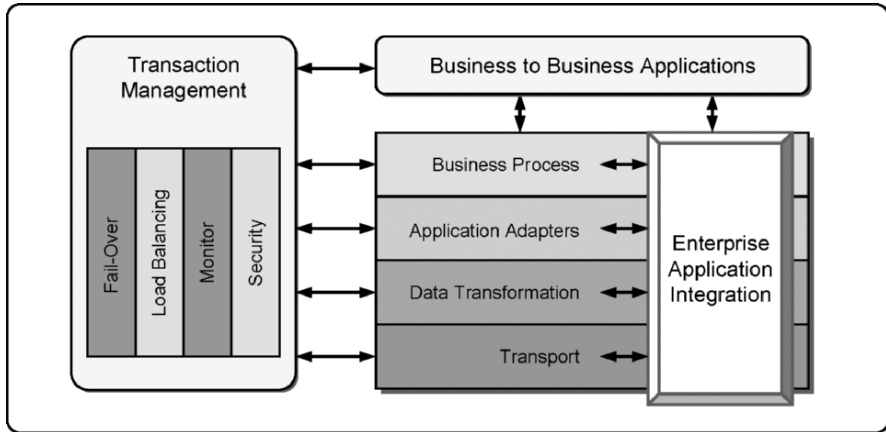 Transaction
Management
Fail-Over
Load Balancing
Monitor
Security
Business to Business Applications
Business Process
Application Adapters
Data Transformation
Transport
Enterprise
Application
Integration